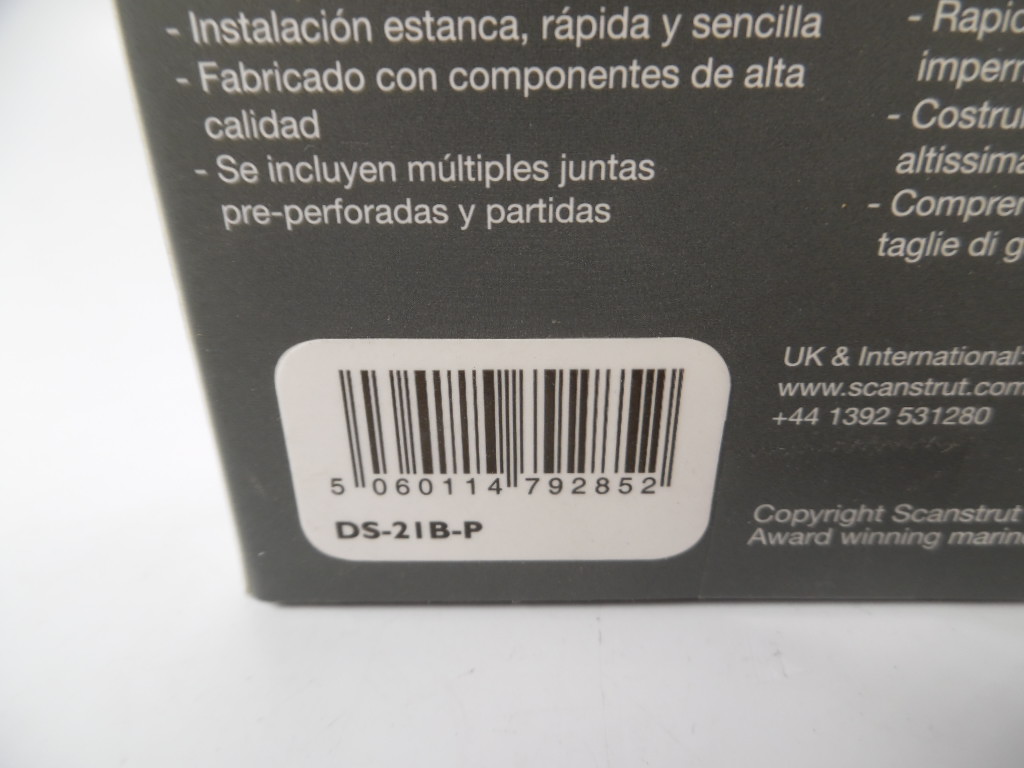 - Instalación estanca, rápida y sencilla
- Fabricado con componentes de alta
calidad
- Se incluyen múltiples juntas
pre-perforadas y partidas
- Rapid
imperm
- Costru
altissima
- Compren
taglie di g
UK & International:
www.scanstrut.com
+44 1392 531280
Copyright Scanstrut
Award winning marin
5 060114 792852
DS-21B-P